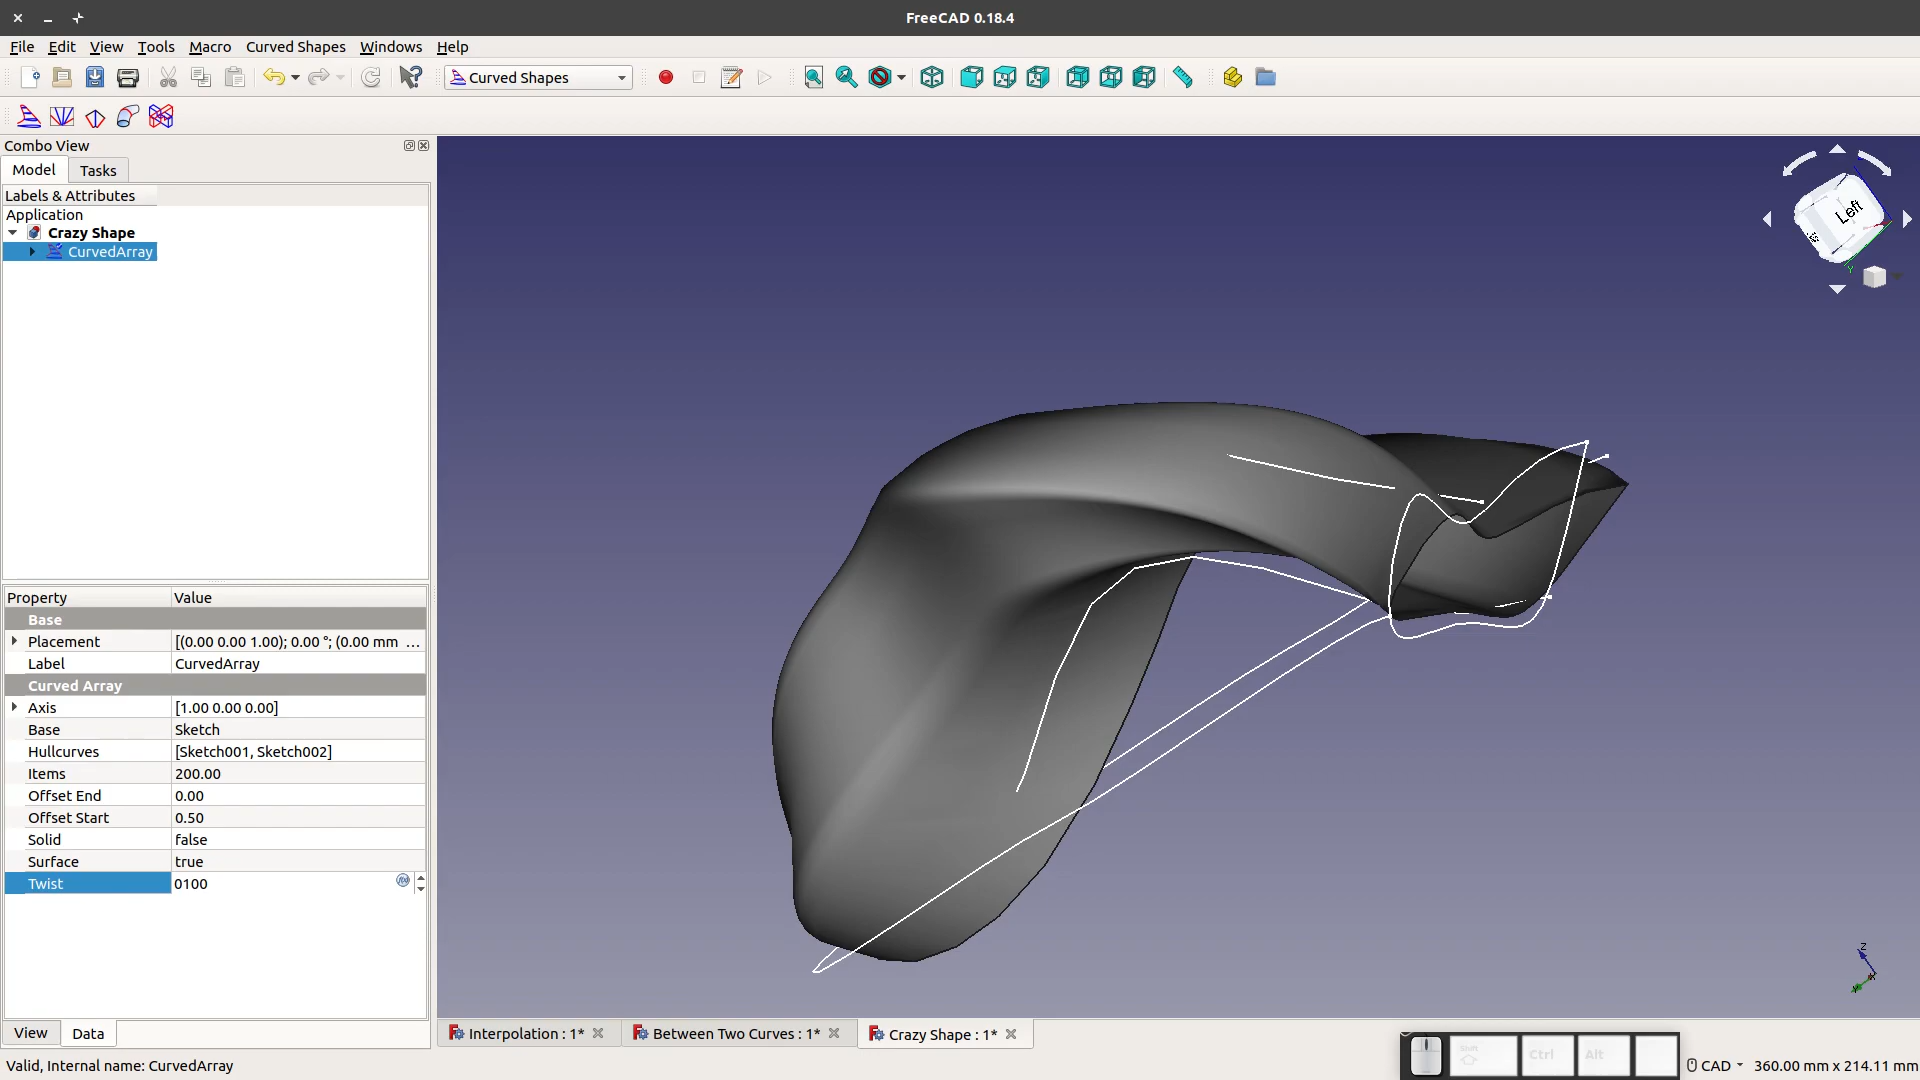 FreeCAD 0.18.4
File Edit View Tools Macro Curved Shapes Windows Help
Curved Shapes
Combo View
Model Tasks
Labels & Attributes
Application
Crazy Shape
CurvedArray
Property Value
Base
Placement [(0.00 0.00 1.00); 0.00 °; (0.00 mm ...
Label CurvedArray
Curved Array
Axis [1.00 0.00 0.00]
Base Sketch
Hullcurves [Sketch001, Sketch002]
Items 200.00
Offset End 0.00
Offset Start 0.50
Solid false
Surface true
Twist 0100
View Data
Left
Z
Y
Interpolation : 1* Between Two Curves : 1* Crazy Shape : 1*
Shift Ctrl Alt
Valid, Internal name: CurvedArray
CAD 360.00 mm x 214.11 mm